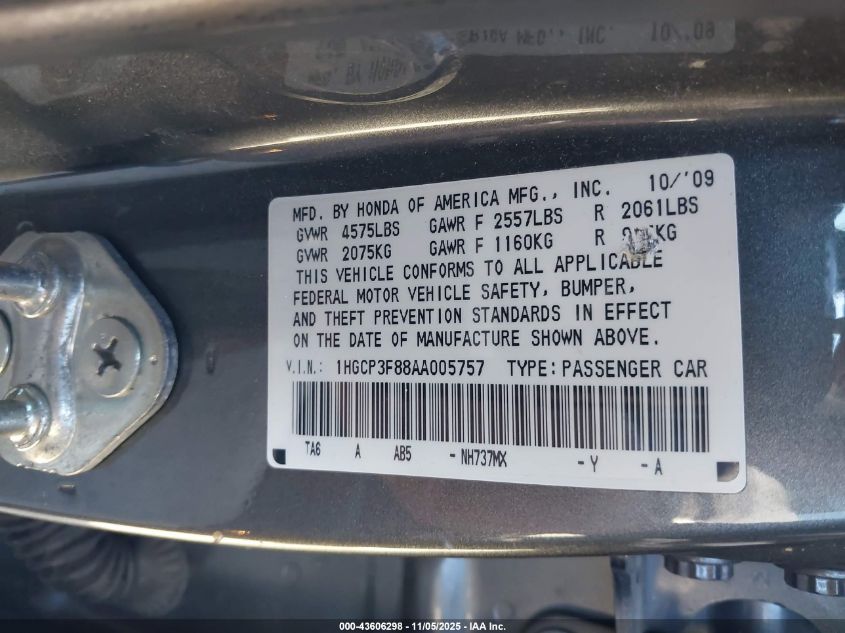 MFD. BY HONDA OF AMERICA MFG., INC. 10/'09
GVWR 4575LBS GAWR F 2557LBS R 2061LBS
GVWR 2075KG GAWR F 1160KG R KG
THIS VEHICLE CONFORMS TO ALL APPLICABLE
FEDERAL MOTOR VEHICLE SAFETY, BUMPER,
AND THEFT PREVENTION STANDARDS IN EFFECT
ON THE DATE OF MANUFACTURE SHOWN ABOVE.
V.I.N.: 1HGCP3F88AA005757 TYPE: PASSENGER CAR
TA6 A AB5 -NH737MX -Y -A
000-43606298 - 11/05/2025 - IAA Inc.